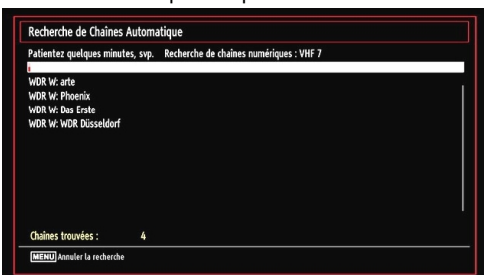 Recherche de Chaînes Automatique
Patientez quelques minutes, svp. Recherche de chaînes numériques : VHF 7
WDR W: arte
WDR W: Phoenix
WDR W: Das Erste
WDR W: WDR Düsseldorf
Chaînes trouvées : 4
MENU Annuler la recherche